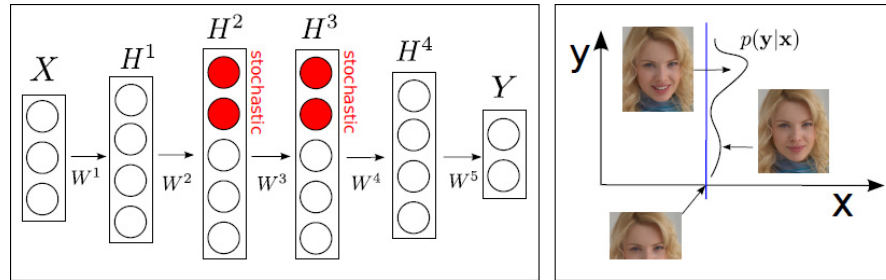 X
H¹
H²
H³
H⁴
Y
stochastic
stochastic
W¹
W²
W³
W⁴
W⁵
y
p(y|x)
x